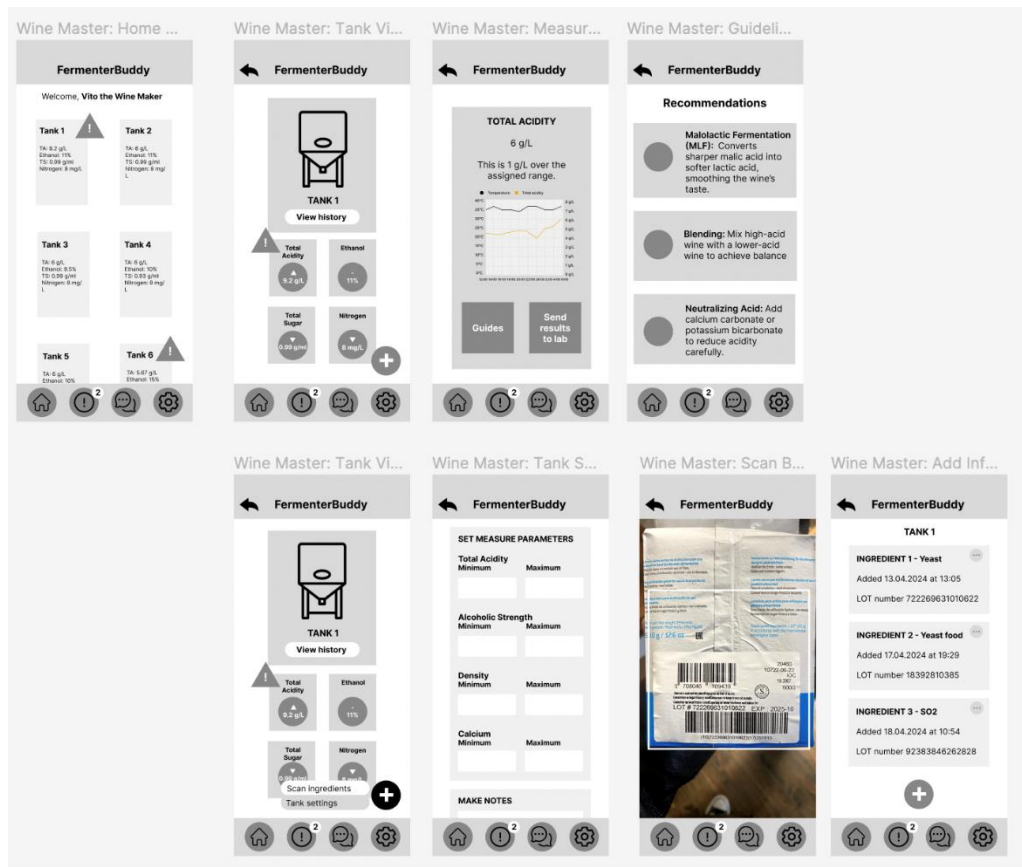 Wine Master: Home ...
FermenterBuddy
Welcome, Vito the Wine Maker
Tank 1
!
TA: 9.2 g/L
Ethanol: 11%
TS: 0.99 g/ml
Nitrogen: 8 mg/L
Tank 2
TA: 6 g/L
Ethanol: 11%
TS: 0.99 g/ml
Nitrogen: 8 mg/
L
Tank 3
TA: 6 g/L
Ethanol: 9.5%
TS: 0.99 g/ml
Nitrogen: 8 mg/
L
Tank 4
TA: 6 g/L
Ethanol: 10%
TS: 0.93 g/ml
Nitrogen: 8 mg/
L
Tank 5
TA: 6 g/L
Ethanol: 10%
Tank 6
!
TA: 5.87 g/L
Ethanol: 15%
2
Wine Master: Tank Vi...
FermenterBuddy
TANK 1
View history
!
Total
Acidity
9.2 g/L
Ethanol
-
11%
Total
Sugar
0.99 g/ml
Nitrogen
8 mg/L
+
2
Wine Master: Measur...
FermenterBuddy
TOTAL ACIDITY
6 g/L
This is 1 g/L over the
assigned range.
Temperature
Total acidity
Guides
Send
results
to lab
2
Wine Master: Guideli...
FermenterBuddy
Recommendations
Malolactic Fermentation
(MLF): Converts
sharper malic acid into
softer lactic acid,
smoothing the wine's
taste.
Blending: Mix high-acid
wine with a lower-acid
wine to achieve balance
Neutralizing Acid: Add
calcium carbonate or
potassium bicarbonate
to reduce acidity
carefully.
2
Wine Master: Tank Vi...
FermenterBuddy
TANK 1
View history
!
Total
Acidity
9.2 g/L
Ethanol
-
11%
Total
Sugar
Nitrogen
Scan ingredients
Tank settings
+
2
Wine Master: Tank S...
FermenterBuddy
SET MEASURE PARAMETERS
Total Acidity
Minimum Maximum
Alcoholic Strength
Minimum Maximum
Density
Minimum Maximum
Calcium
Minimum Maximum
MAKE NOTES
2
Wine Master: Scan B...
FermenterBuddy
LOT # 722269631010622 EXP : 2025-10
2
Wine Master: Add Inf...
FermenterBuddy
TANK 1
INGREDIENT 1 - Yeast
Added 13.04.2024 at 13:05
LOT number 722269631010622
INGREDIENT 2 - Yeast food
Added 17.04.2024 at 19:29
LOT number 18392810385
INGREDIENT 3 - SO2
Added 18.04.2024 at 10:54
LOT number 92383846262828
+
2